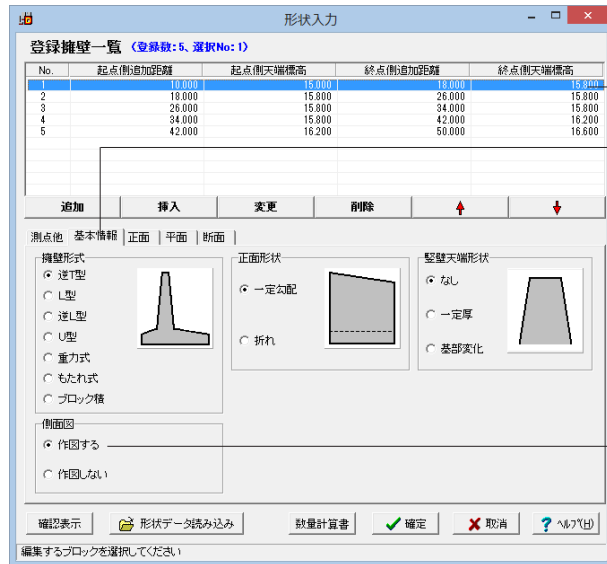 形状入力
登録擁壁一覧 (登録数:5、選択No:1)
No. 起点側追加距離 起点側天端標高 終点側追加距離 終点側天端標高
1 10.000 15.000 18.000 15.800
2 18.000 15.800 26.000 15.800
3 26.000 15.800 34.000 15.800
4 34.000 15.800 42.000 16.200
5 42.000 16.200 50.000 16.600
追加 挿入 変更 削除
測点他 基本情報 正面 平面 断面
擁壁形式 正面形状 竪壁天端形状
逆T型
L型
逆L型
U型
重力式
もたれ式
ブロック積
一定勾配
折れ
なし
一定厚
基部変化
側面図
作図する
作図しない
確認表示 形状データ読み込み 数量計算書 確定 取消 ヘルプ(H)
編集するブロックを選択してください